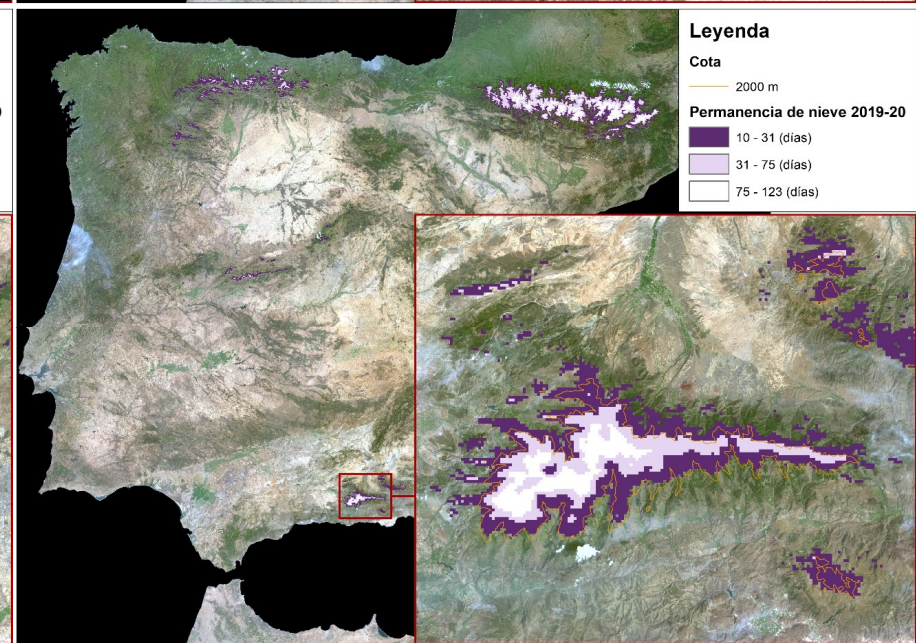 Leyenda
Cota
2000 m
Permanencia de nieve 2019-20
10 - 31 (días)
31 - 75 (días)
75 - 123 (días)